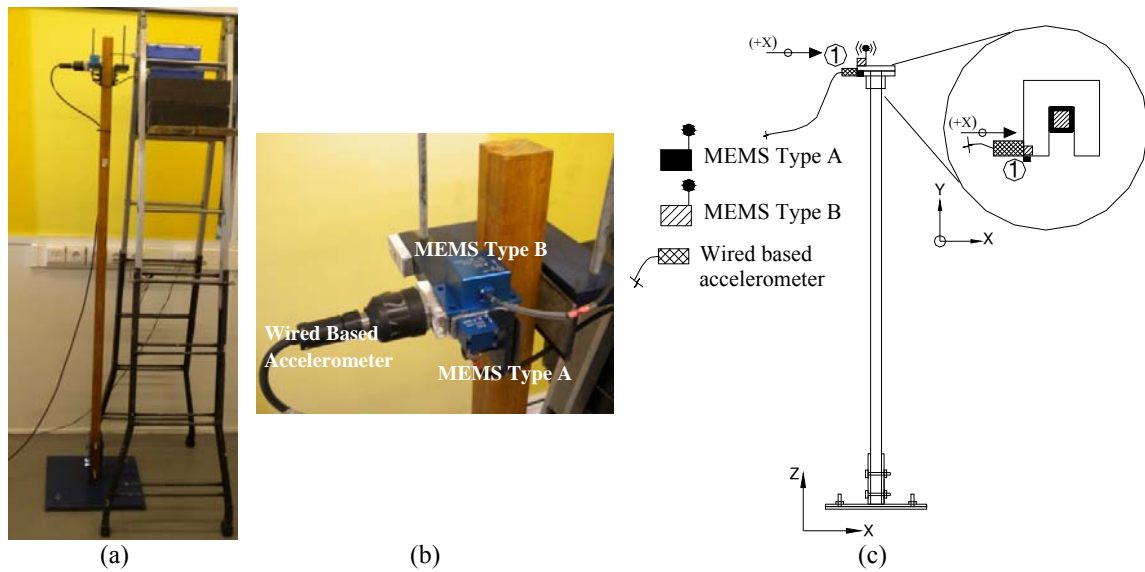 MEMS Type B
Wired Based
Accelerometer
MEMS Type A
(+X)
1
MEMS Type A
MEMS Type B
Wired based
accelerometer
(+X)
1
Y
X
Z
X
(a)
(b)
(c)